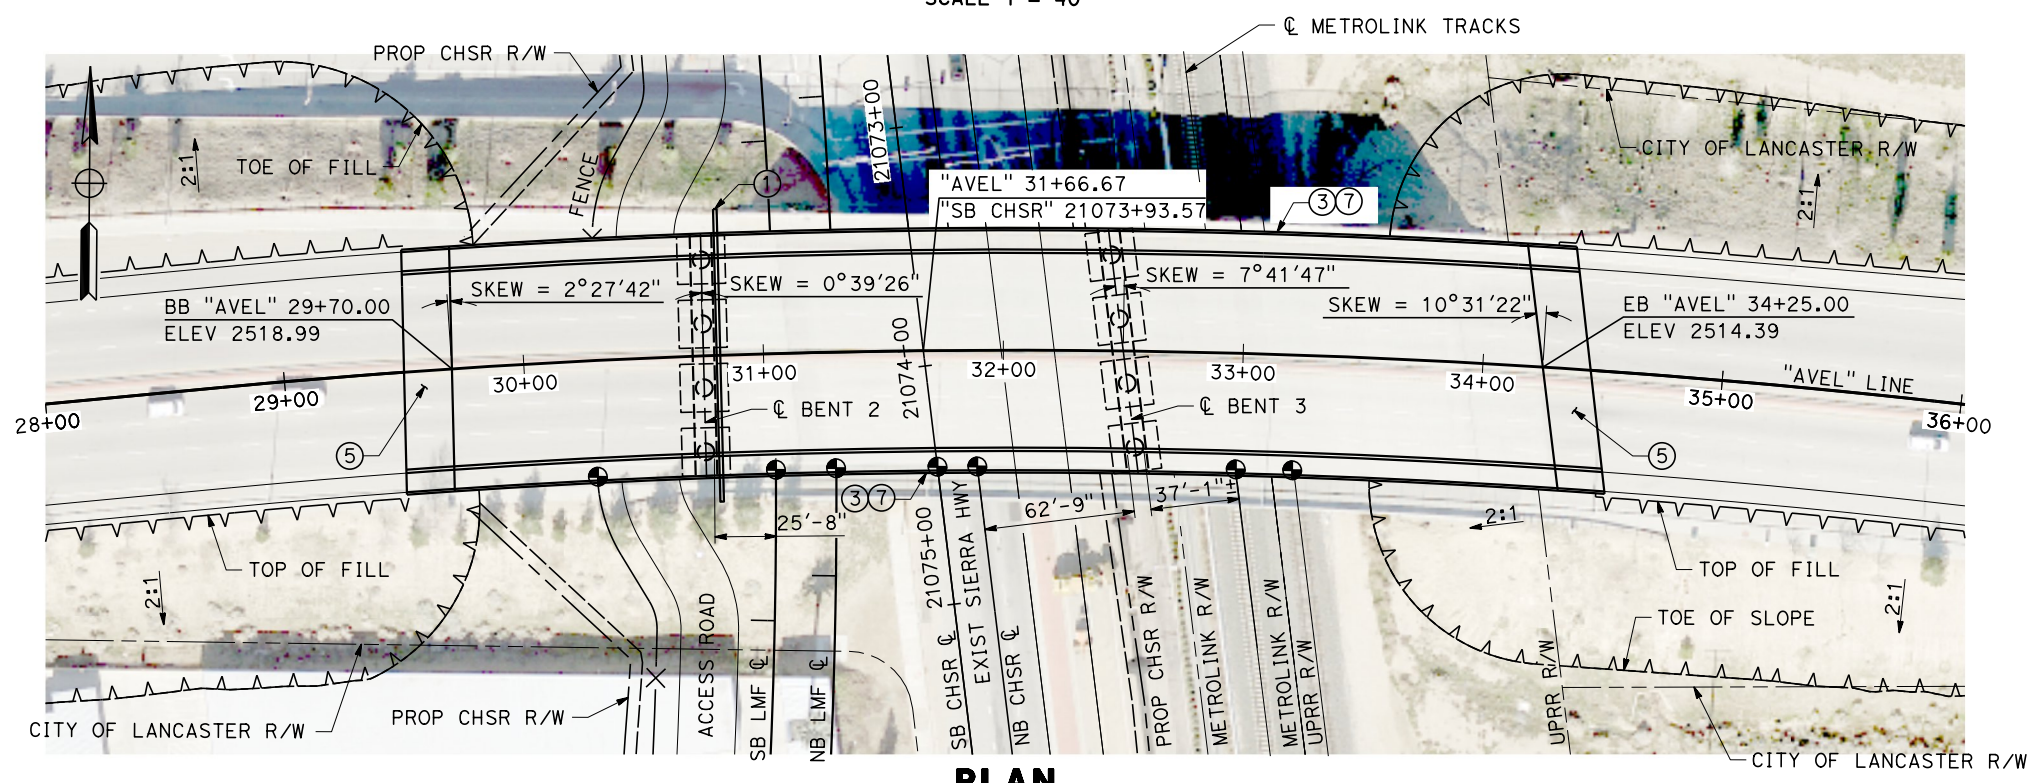 SCALE 1"=40'
℄ METROLINK TRACKS
PROP CHSR R/W
21073+00
TOE OF FILL
2:1
FENCE
1
CITY OF LANCASTER R/W
2:1
"AVEL" 31+66.67
"SB CHSR" 21073+93.57
3 7
SKEW = 2°27'42"
SKEW = 0°39'26"
SKEW = 7°41'47"
SKEW = 10°31'22"
BB "AVEL" 29+70.00
ELEV 2518.99
EB "AVEL" 34+25.00
ELEV 2514.39
21074+00
28+00
29+00
30+00
31+00
32+00
33+00
34+00
35+00
36+00
"AVEL" LINE
℄ BENT 2
℄ BENT 3
5
5
3 7
25'-8"
62'-9"
37'-1"±
2:1
21075+00
TOP OF FILL
2:1
TOP OF FILL
TOE OF SLOPE
2:1
CITY OF LANCASTER R/W
PROP CHSR R/W
ACCESS ROAD
SB LMF ℄
NB LMF ℄
SB CHSR ℄
EXIST SIERRA HWY
NB CHSR ℄
PROP CHSR R/W
METROLINK R/W
METROLINK R/W
UPRR R/W
UPRR R/W
CITY OF LANCASTER R/W
PLAN